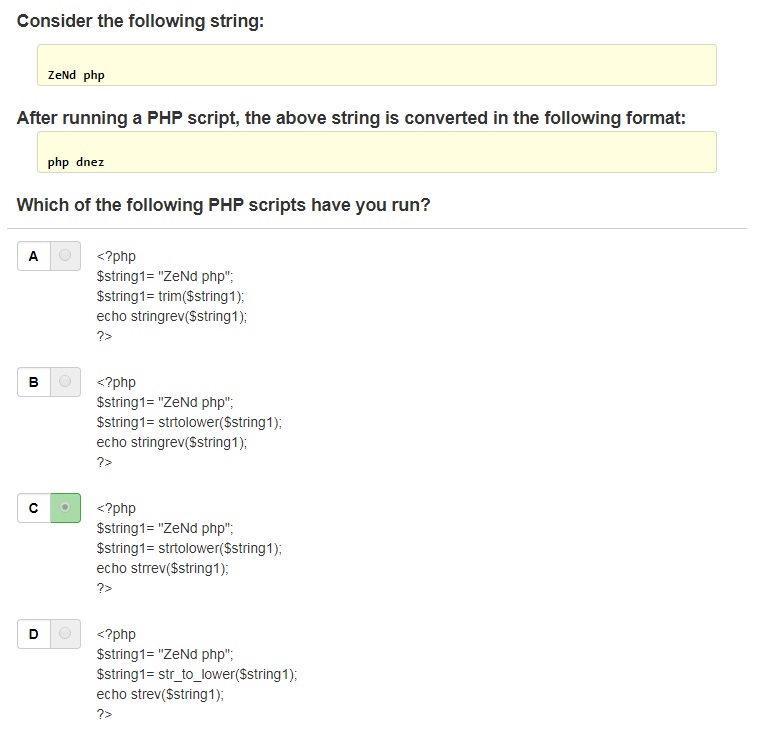 Consider the following string:
ZeNd php
After running a PHP script, the above string is converted in the following format:
php dnez
Which of the following PHP scripts have you run?
A
<?php
$string1= "ZeNd php";
$string1= trim($string1);
echo stringrev($string1);
?>
B
<?php
$string1= "ZeNd php";
$string1= strtolower($string1);
echo stringrev($string1);
?>
C
<?php
$string1= "ZeNd php";
$string1= strtolower($string1);
echo strrev($string1);
?>
D
<?php
$string1= "ZeNd php";
$string1= str_to_lower($string1);
echo strev($string1);
?>